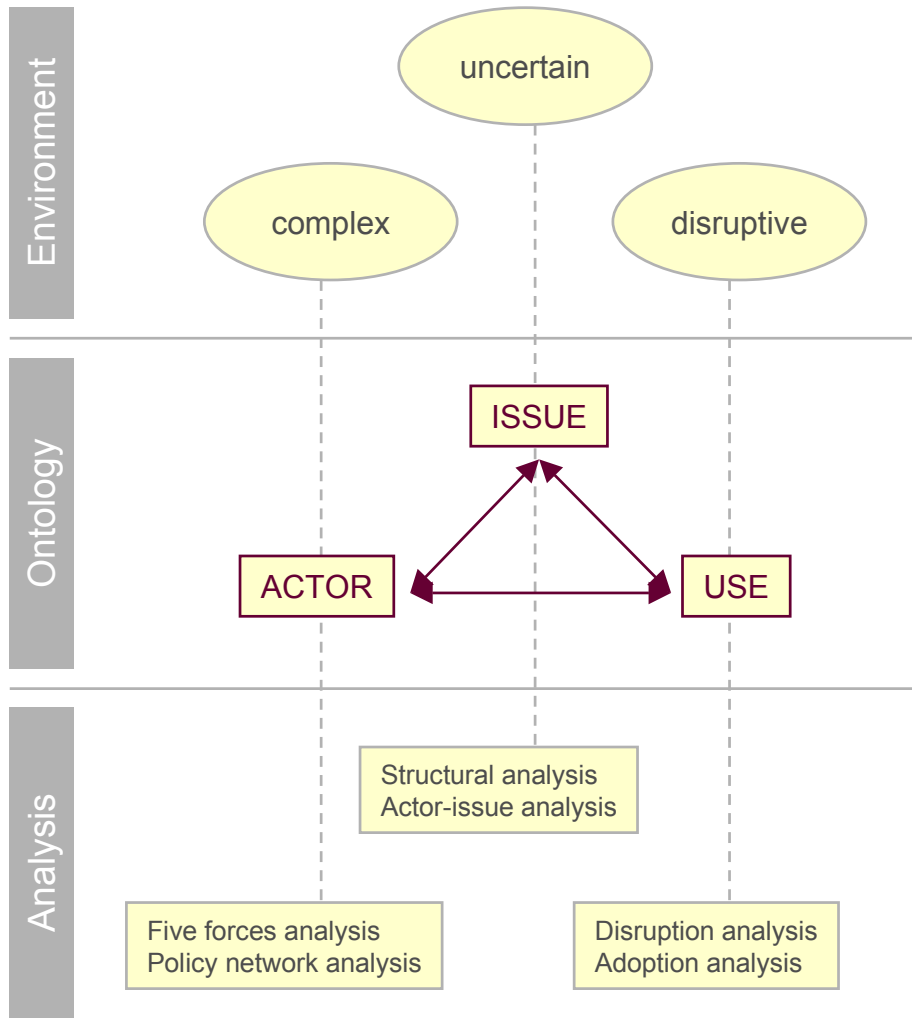 Environment
uncertain
complex
disruptive
Ontology
ISSUE
ACTOR
USE
Analysis
Structural analysis
Actor-issue analysis
Five forces analysis
Policy network analysis
Disruption analysis
Adoption analysis